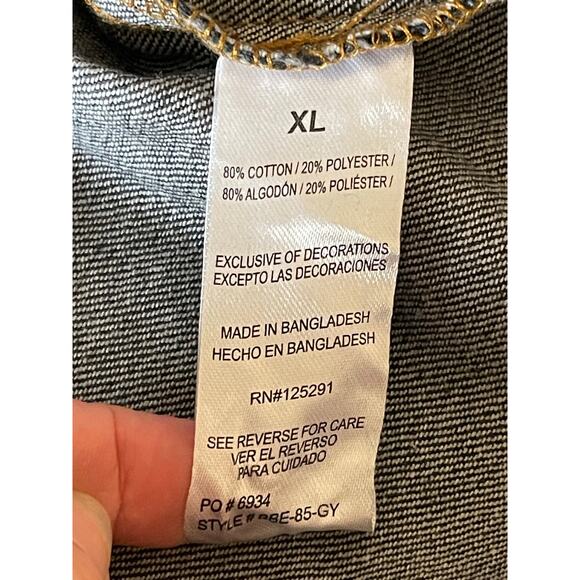 XL
80% COTTON / 20% POLYESTER /
80% ALGODÓN / 20% POLIÉSTER /
EXCLUSIVE OF DECORATIONS
EXCEPTO LAS DECORACIONES
MADE IN BANGLADESH
HECHO EN BANGLADESH
RN#125291
SEE REVERSE FOR CARE
VER EL REVERSO
PARA CUIDADO
PO # 6934
STYLE #